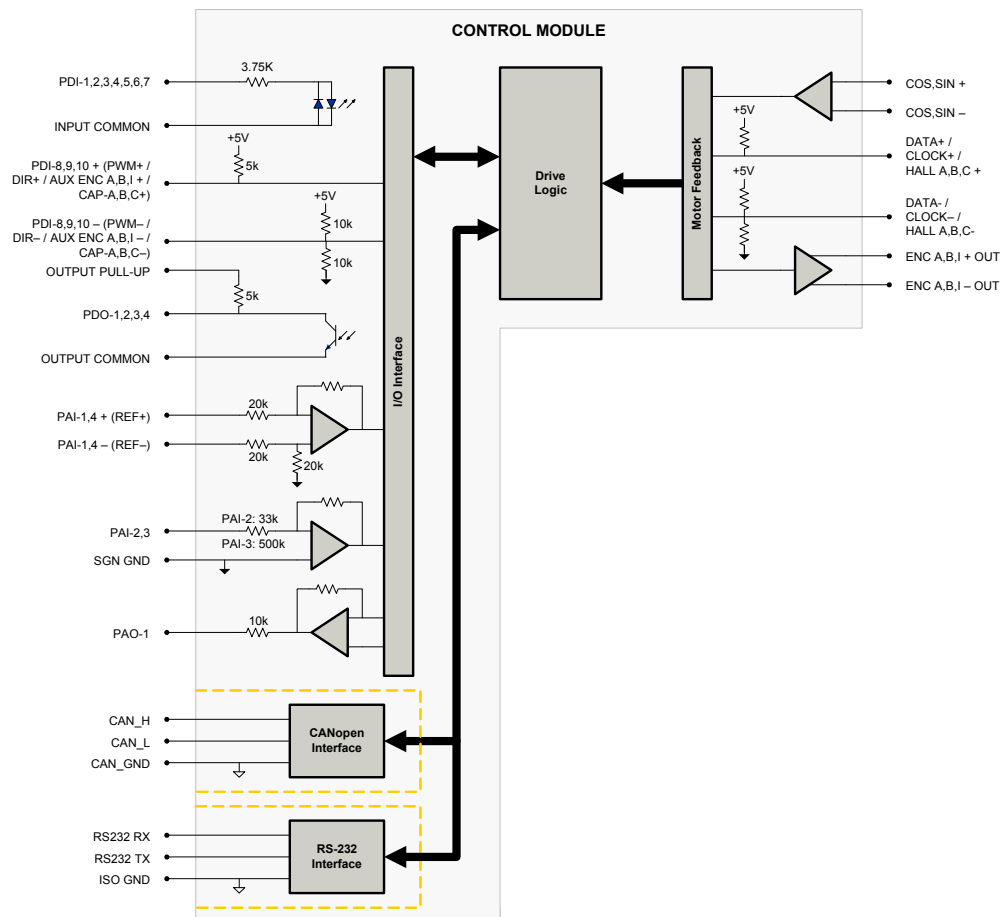 CONTROL MODULE
PDI-1,2,3,4,5,6,7
3.75K
INPUT COMMON
+5V
PDI-8,9,10 + (PWM+ /
DIR+ / AUX ENC A,B,I + /
CAP-A,B,C+)
5k
+5V
PDI-8,9,10 – (PWM– /
DIR– / AUX ENC A,B,I – /
CAP-A,B,C–)
10k
10k
OUTPUT PULL-UP
5k
PDO-1,2,3,4
OUTPUT COMMON
PAI-1,4 + (REF+)
20k
PAI-1,4 – (REF–)
20k
20k
PAI-2,3
PAI-2: 33k
PAI-3: 500k
SGN GND
PAO-1
10k
I/O Interface
Drive
Logic
Motor Feedback
COS,SIN +
COS,SIN –
+5V
DATA+ /
CLOCK+ /
HALL A,B,C +
+5V
DATA- /
CLOCK– /
HALL A,B,C-
ENC A,B,I + OUT
ENC A,B,I – OUT
CAN_H
CAN_L
CAN_GND
CANopen
Interface
RS232 RX
RS232 TX
ISO GND
RS-232
Interface